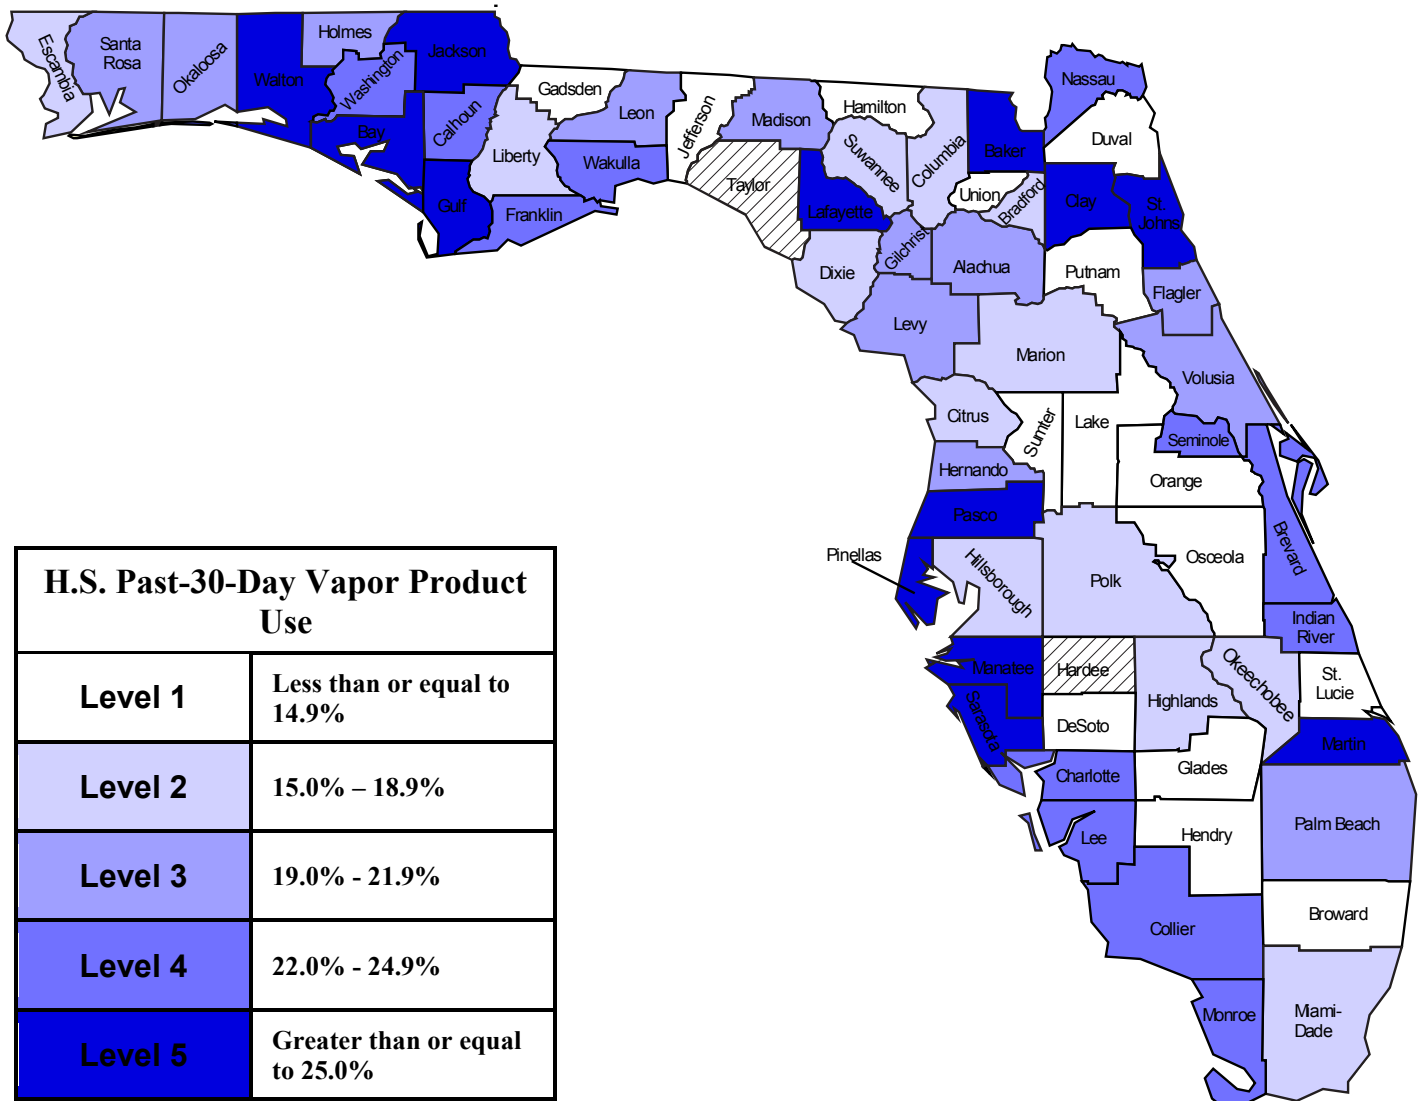 Escambia
Santa
Rosa
Okaloosa
Walton
Holmes
Washington
Jackson
Bay
Calhoun
Gulf
Gadsden
Liberty
Franklin
Leon
Wakulla
Jefferson
Madison
Taylor
Hamilton
Suwannee
Lafayette
Columbia
Dixie
Gilchrist
Baker
Union
Bradford
Alachua
Levy
Nassau
Duval
Clay
St.
Johns
Putnam
Flagler
Marion
Volusia
Citrus
Sumter
Lake
Seminole
Orange
Hernando
Pasco
Pinellas
Hillsborough
Polk
Osceola
Brevard
Indian
River
Manatee
Hardee
Highlands
Okeechobee
St.
Lucie
Sarasota
DeSoto
Martin
Charlotte
Glades
Lee
Hendry
Palm Beach
Collier
Broward
Monroe
Miami-
Dade
H.S. Past-30-Day Vapor Product
Use
Level 1
Less than or equal to
14.9%
Level 2
15.0% – 18.9%
Level 3
19.0% - 21.9%
Level 4
22.0% - 24.9%
Level 5
Greater than or equal
to 25.0%